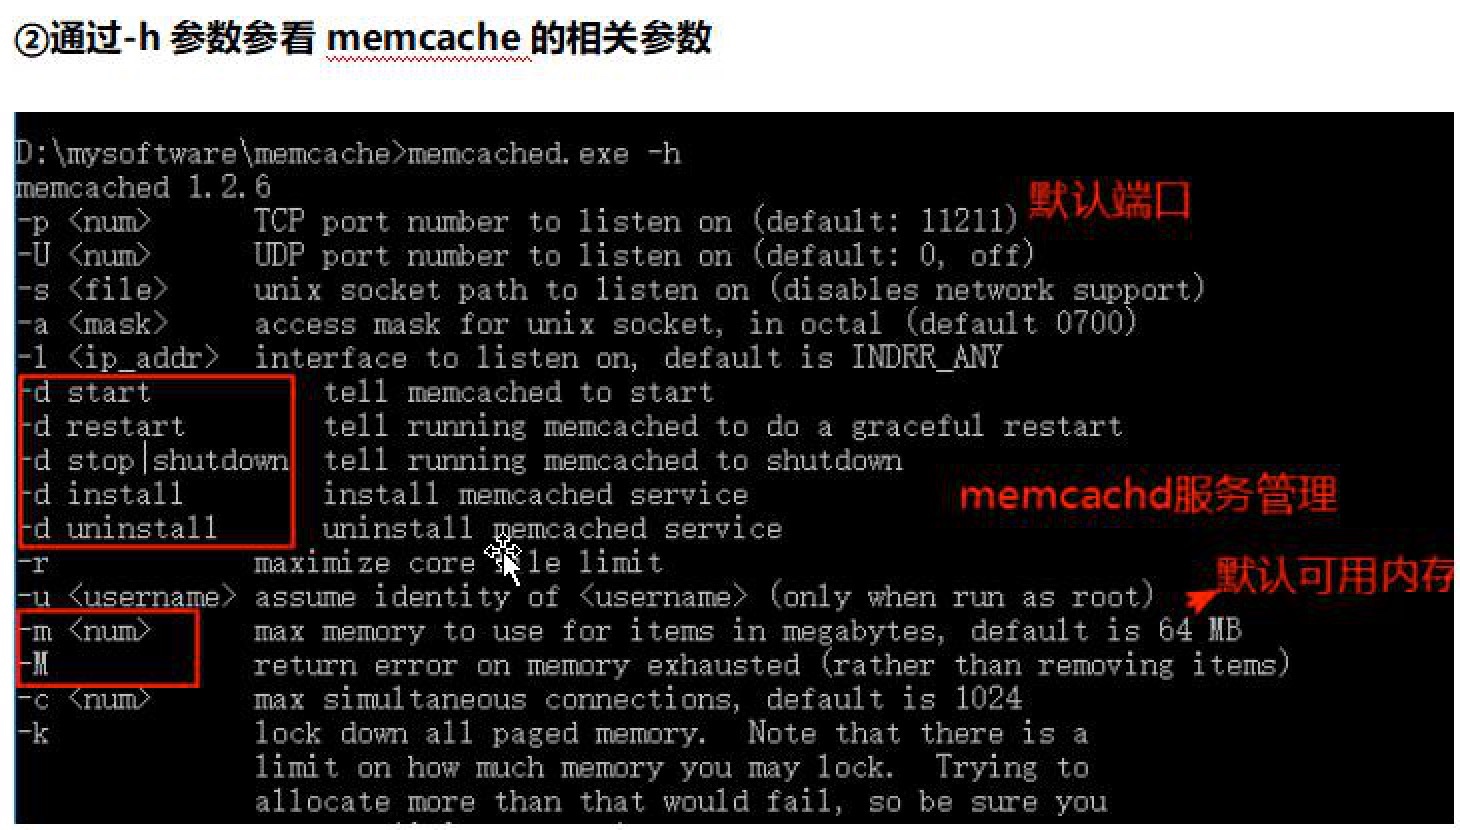 ②通过-h 参数参看 memcache 的相关参数
D:\mysoftware\memcache>memcached.exe -h
memcached 1.2.6
-p <num> TCP port number to listen on (default: 11211) 默认端口
-U <num> UDP port number to listen on (default: 0, off)
-s <file> unix socket path to listen on (disables network support)
-a <mask> access mask for unix socket, in octal (default 0700)
-l <ip_addr> interface to listen on, default is INDRR_ANY
-d start tell memcached to start
-d restart tell running memcached to do a graceful restart
-d stop|shutdown tell running memcached to shutdown
-d install install memcached service
memcachd服务管理
-d uninstall uninstall memcached service
-r maximize core le limit
默认可用内存
-u <username> assume identity of <username> (only when run as root)
-m <num> max memory to use for items in megabytes, default is 64 MB
-M return error on memory exhausted (rather than removing items)
-c <num> max simultaneous connections, default is 1024
-k lock down all paged memory. Note that there is a
limit on how much memory you may lock. Trying to
allocate more than that would fail, so be sure you